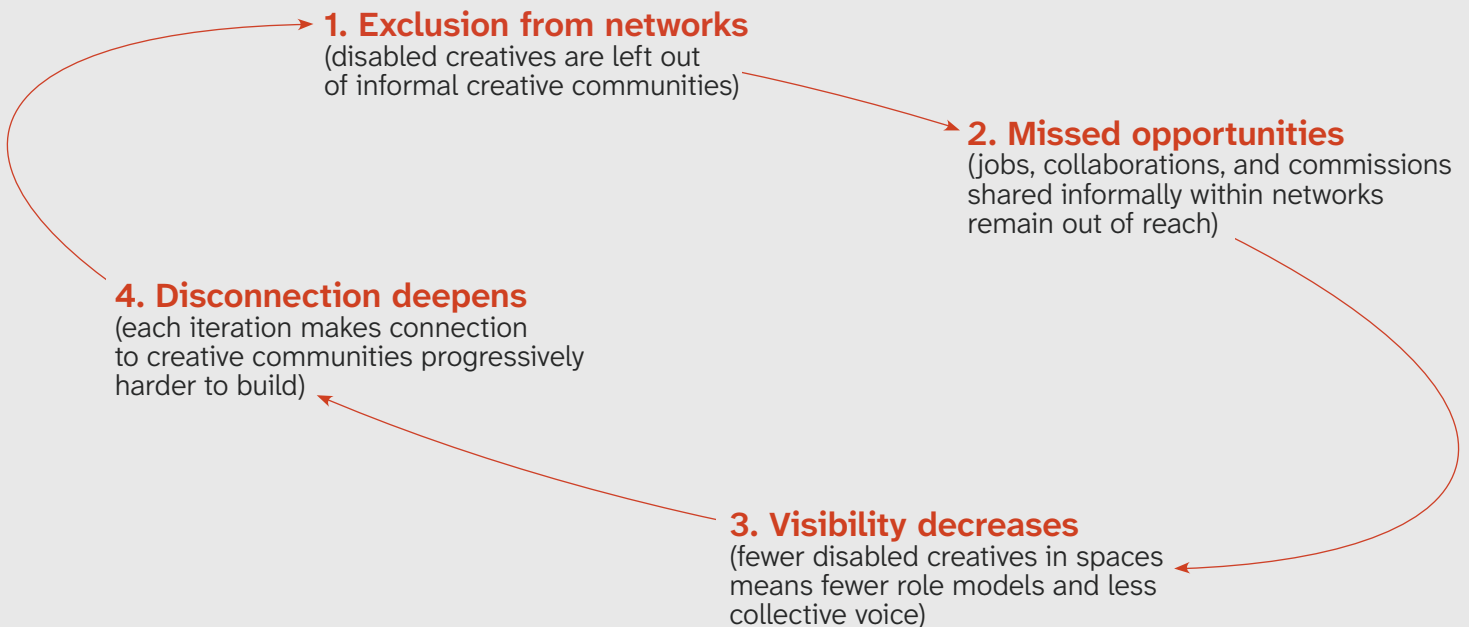 1. Exclusion from networks
(disabled creatives are left out
of informal creative communities)
2. Missed opportunities
(jobs, collaborations, and commissions
shared informally within networks
remain out of reach)
3. Visibility decreases
(fewer disabled creatives in spaces
means fewer role models and less
collective voice)
4. Disconnection deepens
(each iteration makes connection
to creative communities progressively
harder to build)